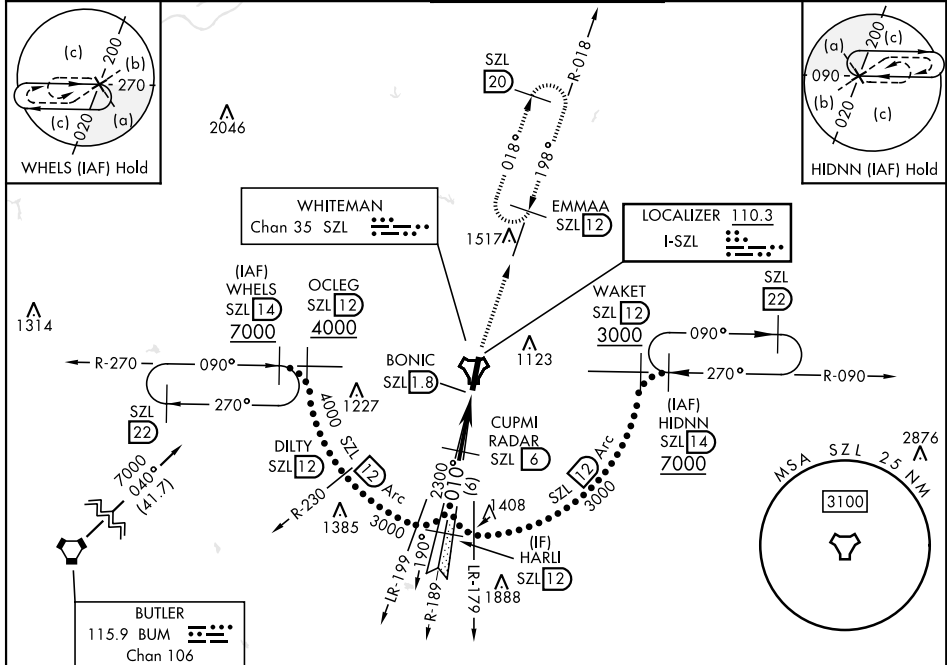 (c)
200
(b)
270
(a)
(c)
020
WHELS (IAF) Hold
2046
SZL
20
R-018
018°
198°
(c)
200
(a)
090
(b)
(c)
020
HIDNN (IAF) Hold
WHITEMAN
Chan 35 SZL
EMMAA
SZL 12
1517
LOCALIZER 110.3
I-SZL
1314
(IAF)
WHELS
SZL 14
7000
OCLEG
SZL 12
4000
WAKET
SZL 12
3000
SZL
22
R-270
090°
270°
SZL
22
BONIC
SZL 1.8
1123
090°
270°
R-090
1227
4000
SZL 12 Arc
3000
DILTY
SZL 12
R-230
1385
CUPMI
RADAR
SZL 6
(IAF)
HIDNN
SZL 14
7000
SZL 12 Arc
3000
2300
010°
(6)
1408
(IF)
HARLI
SZL 12
190°
LR-199
R-189
LR-179
1888
7000
040°
(41.7)
BUTLER
115.9 BUM
Chan 106
2876
MSA SZL 25 NM
3100